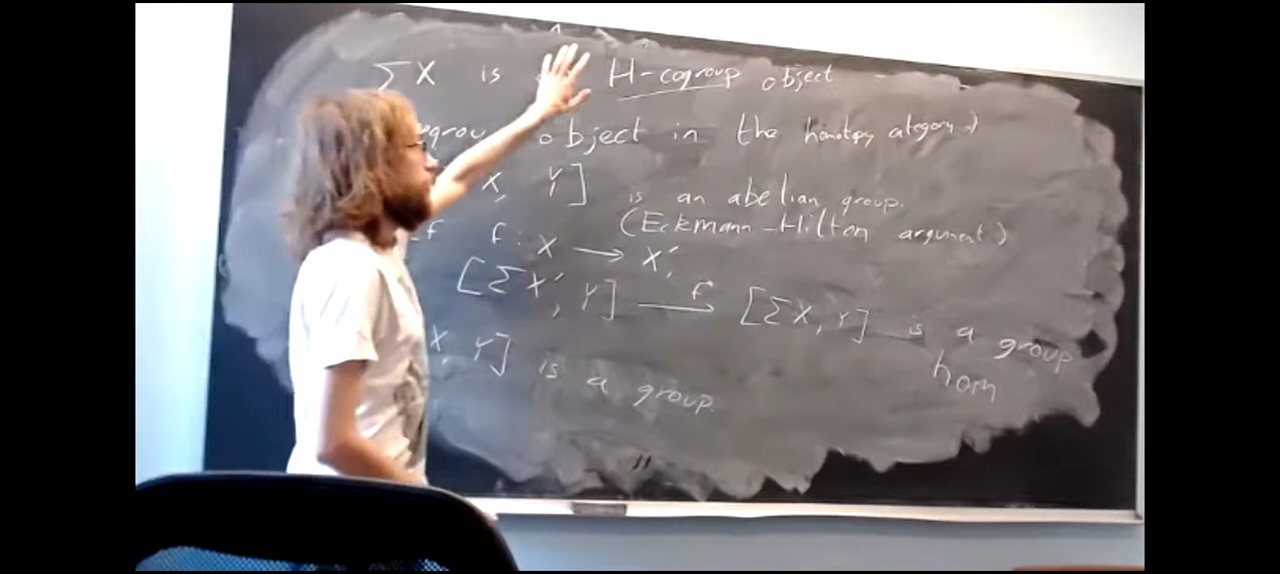 ΣX is H-cogroup object
object in the homotopy category.)
X, Y] is an abelian group.
(Eckmann-Hilton argument)
f: X → X',
[ΣX', Y] →f [ΣX, Y] is a group hom
X, Y] is a group.